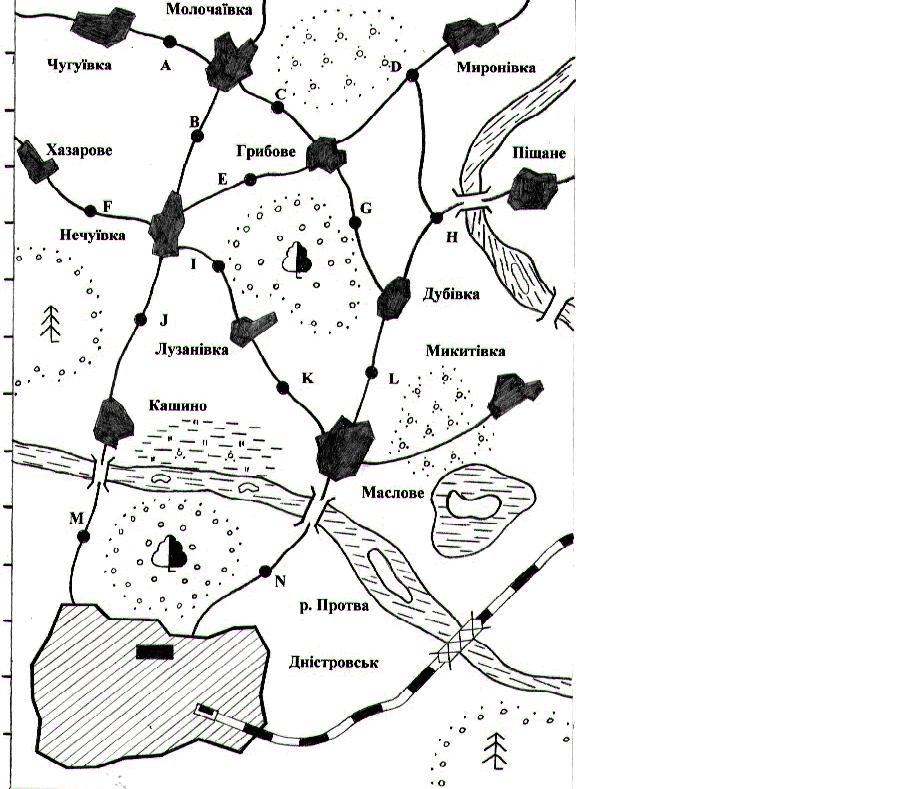 Молочаївка
Чугуївка
A
D
Миронівка
C
B
Хазарове
Грибове
Піщане
E
F
G
Нечуївка
H
I
Дубівка
J
Лузанівка
Микитівка
K
L
Кашино
Маслове
M
N
р. Протва
Дністровськ